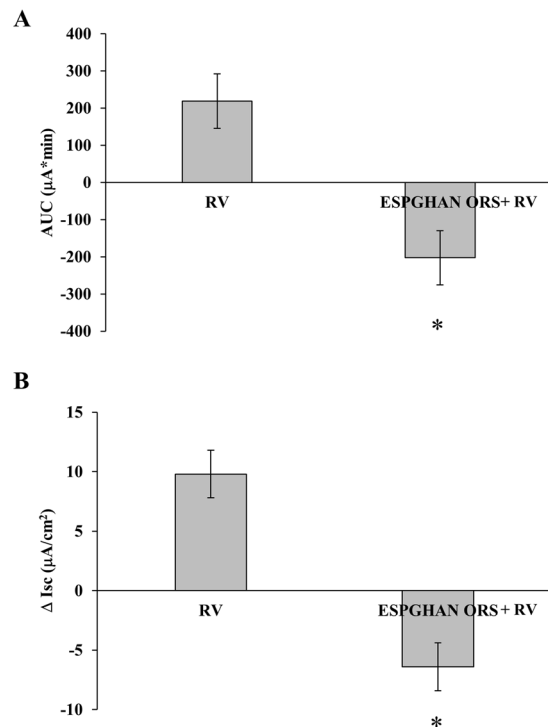 A
400
300
200
100
0
-100
-200
-300
-400
AUC (µA*min)
RV
ESPGHAN ORS+ RV
*
B
15
10
5
0
-5
-10
Δ Isc (µA/cm²)
RV
ESPGHAN ORS+ RV
*